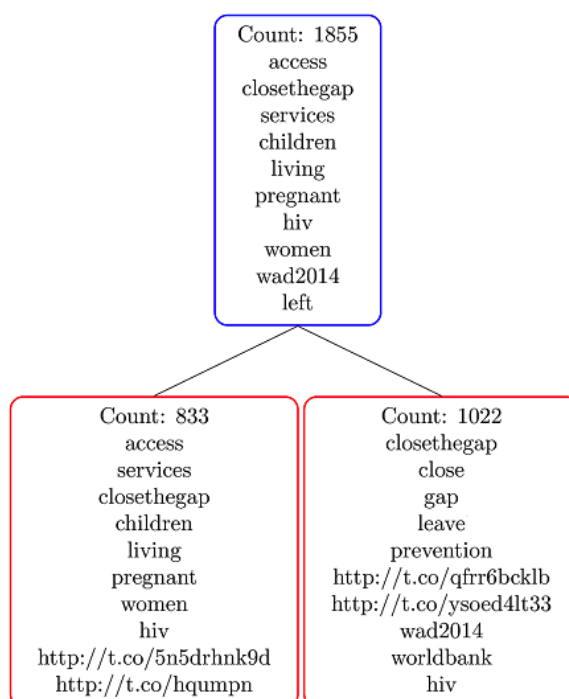 Count: 1855
access
closethegap
services
children
living
pregnant
hiv
women
wad2014
left
Count: 833
access
services
closethegap
children
living
pregnant
women
hiv
http://t.co/5n5drhnk9d
http://t.co/hqumpn
Count: 1022
closethegap
close
gap
leave
prevention
http://t.co/qfrr6bcklb
http://t.co/ysoed4lt33
wad2014
worldbank
hiv